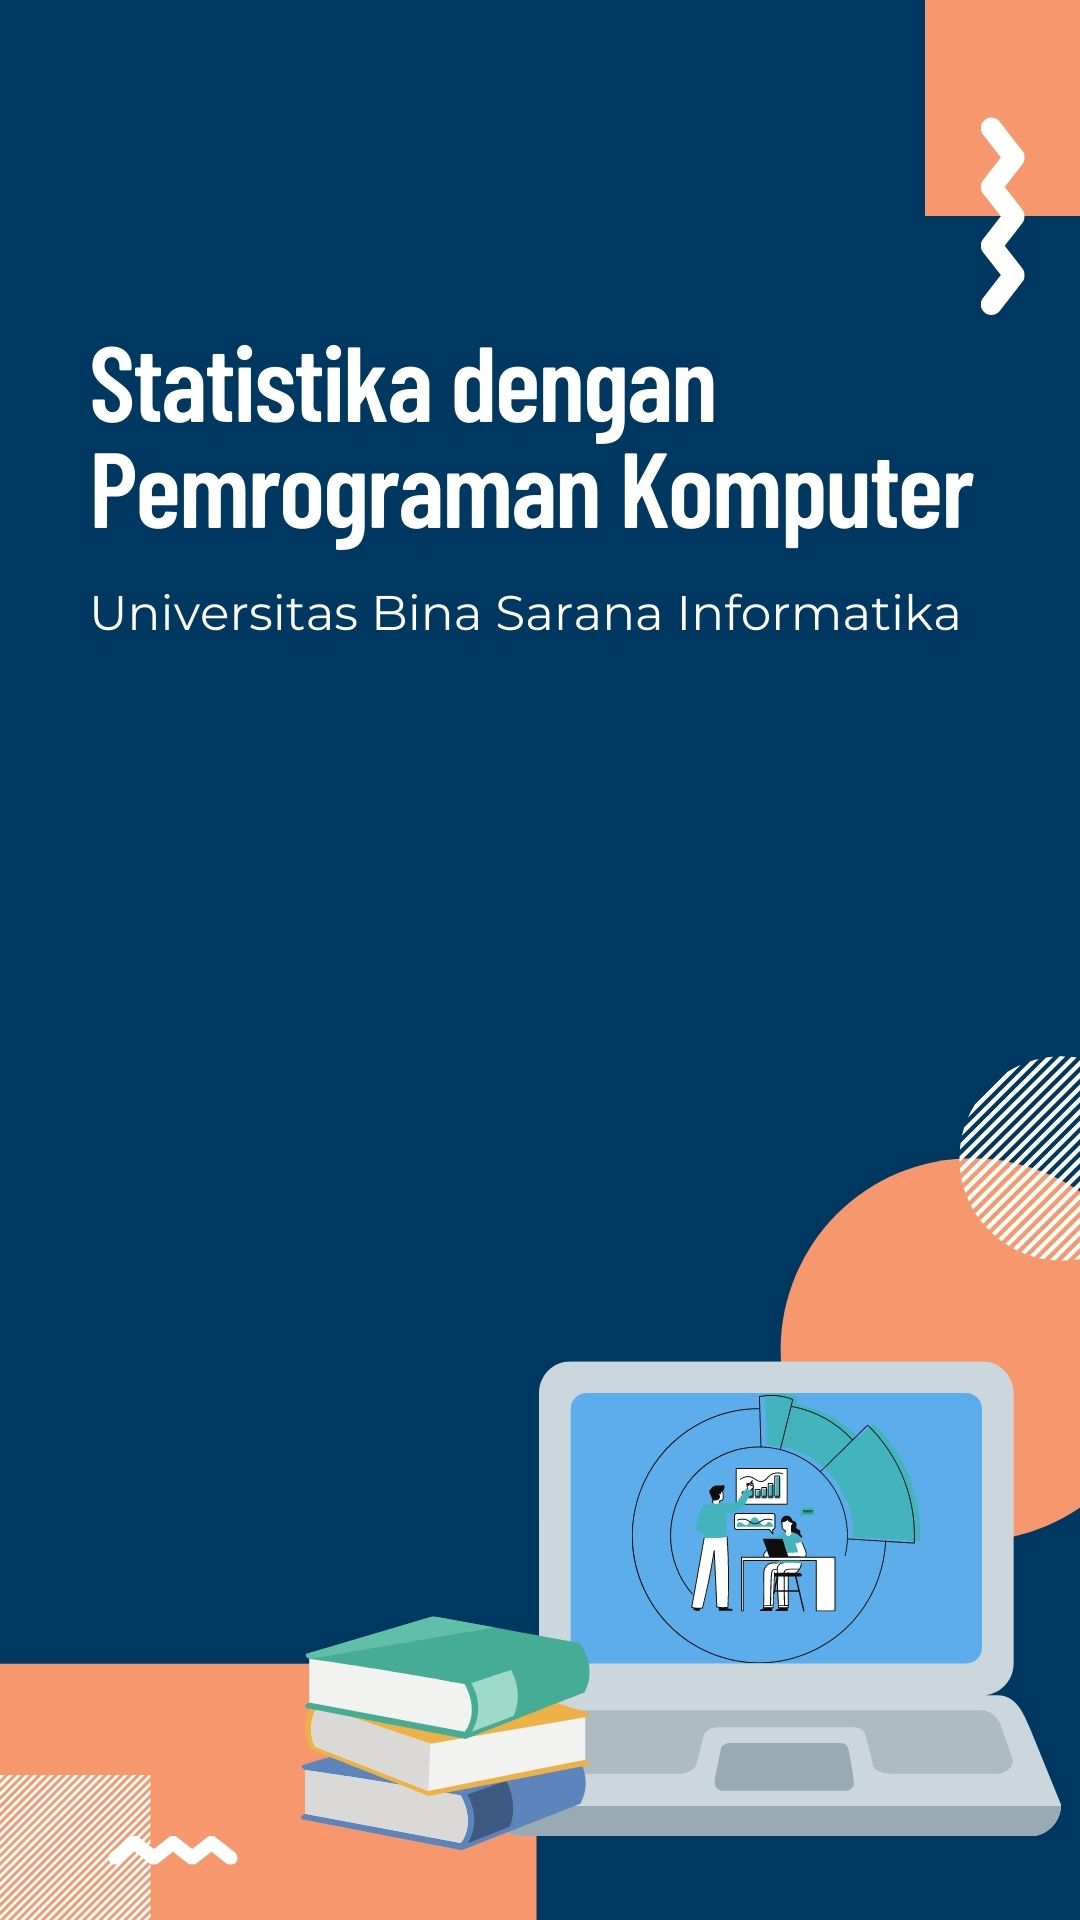 Statistika dengan
Pemrograman Komputer
Universitas Bina Sarana Informatika